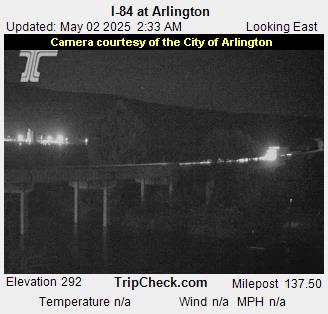 I-84 at Arlington
Updated: May 02 2025 2:33 AM Looking East
Camera courtesy of the City of Arlington
Elevation 292 TripCheck.com Milepost 137.50
Temperature n/a Wind n/a MPH n/a